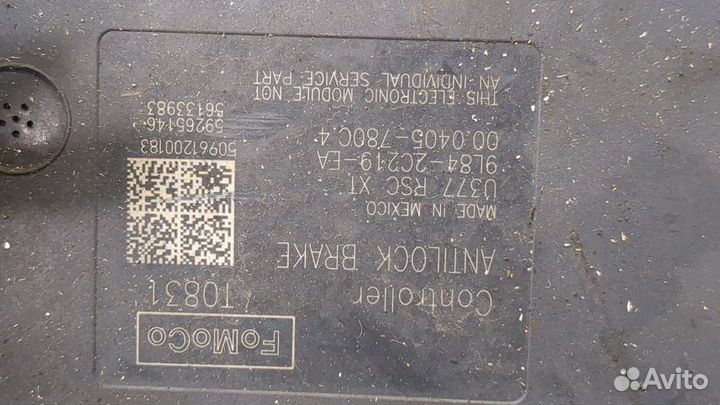 FoMoCo
Controller T0831
ANTILOCK BRAKE
MADE IN MEXICO
U377 RSC XT
9L84-2C219-EA
00.0405-780C.4
50961200183
59265146
56133983
THIS ELECTRONIC MODULE NOT
AN INDIVIDUAL SERVICE PART
Avito